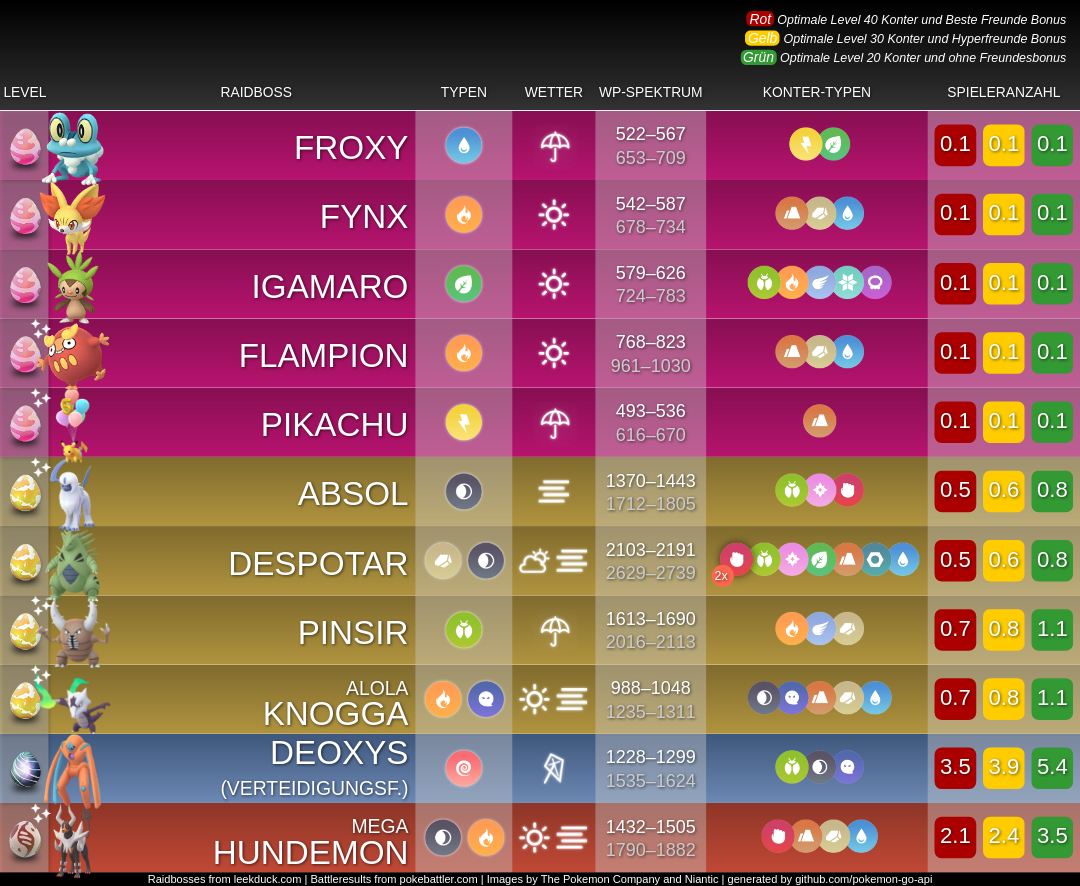 Rot Optimale Level 40 Konter und Beste Freunde Bonus
Gelb Optimale Level 30 Konter und Hyperfreunde Bonus
Grün Optimale Level 20 Konter und ohne Freundesbonus
LEVEL RAIDBOSS TYPEN WETTER WP-SPEKTRUM KONTER-TYPEN SPIELERANZAHL
FROXY 522–567 653–709 0.1 0.1 0.1
FYNX 542–587 678–734 0.1 0.1 0.1
IGAMARO 579–626 724–783 0.1 0.1 0.1
FLAMPION 768–823 961–1030 0.1 0.1 0.1
PIKACHU 493–536 616–670 0.1 0.1 0.1
ABSOL 1370–1443 1712–1805 0.5 0.6 0.8
DESPOTAR 2103–2191 2629–2739 2x 0.5 0.6 0.8
PINSIR 1613–1690 2016–2113 0.7 0.8 1.1
ALOLA
KNOGGA 988–1048 1235–1311 0.7 0.8 1.1
DEOXYS
(VERTEIDIGUNGSF.) 1228–1299 1535–1624 3.5 3.9 5.4
MEGA
HUNDEMON 1432–1505 1790–1882 2.1 2.4 3.5
Raidbosses from leekduck.com | Battleresults from pokebattler.com | Images by The Pokemon Company and Niantic | generated by github.com/pokemon-go-api